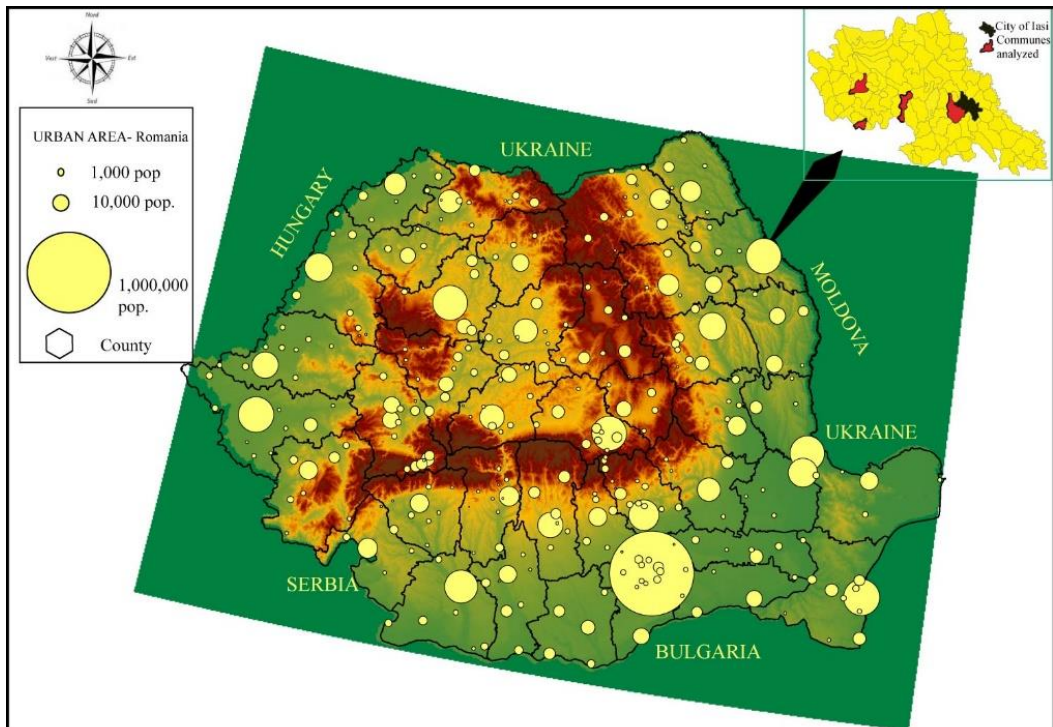 Nord
Vest
Est
Sud
URBAN AREA- Romania
1,000 pop
10,000 pop.
1,000,000
pop.
County
City of Iasi
Communes
analyzed
UKRAINE
HUNGARY
MOLDOVA
UKRAINE
SERBIA
BULGARIA